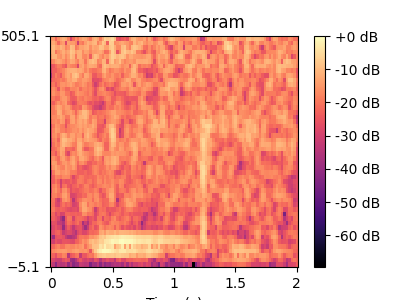 Mel Spectrogram
505.1
−5.1
0
0.5
1
1.5
2
+0 dB
-10 dB
-20 dB
-30 dB
-40 dB
-50 dB
-60 dB